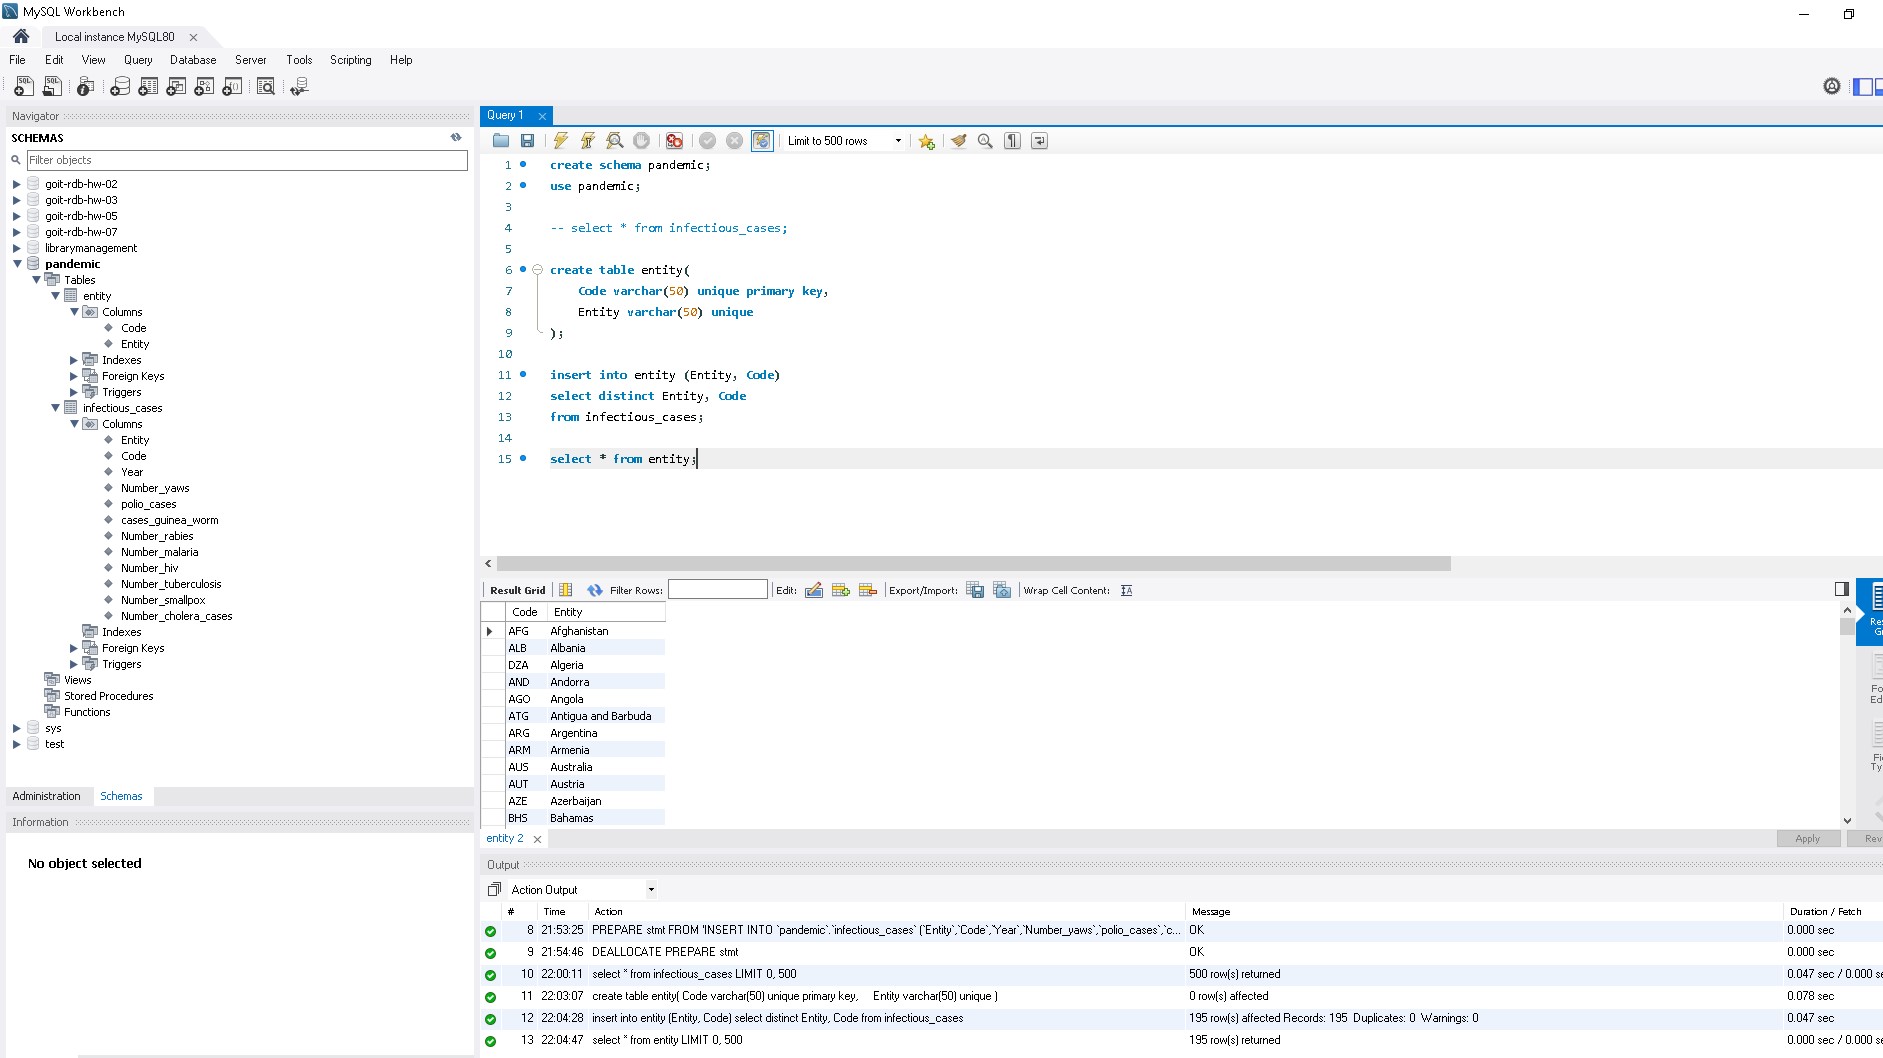 MySQL Workbench
Local instance MySQL80
File Edit View Query Database Server Tools Scripting Help
Navigator
SCHEMAS
Filter objects
goit-rdb-hw-02
goit-rdb-hw-03
goit-rdb-hw-05
goit-rdb-hw-07
librarymanagement
pandemic
Tables
entity
Columns
Code
Entity
Indexes
Foreign Keys
Triggers
infectious_cases
Columns
Entity
Code
Year
Number_yaws
polio_cases
cases_guinea_worm
Number_rabies
Number_malaria
Number_hiv
Number_tuberculosis
Number_smallpox
Number_cholera_cases
Indexes
Foreign Keys
Triggers
Views
Stored Procedures
Functions
sys
test
Administration Schemas
Information
No object selected
Query 1
Limit to 500 rows
1 create schema pandemic;
2 use pandemic;
3
4 -- select * from infectious_cases;
5
6 create table entity(
7 Code varchar(50) unique primary key,
8 Entity varchar(50) unique
9 );
10
11 insert into entity (Entity, Code)
12 select distinct Entity, Code
13 from infectious_cases;
14
15 select * from entity;
Result Grid Filter Rows: Edit: Export/Import: Wrap Cell Content:
Code Entity
AFG Afghanistan
ALB Albania
DZA Algeria
AND Andorra
AGO Angola
ATG Antigua and Barbuda
ARG Argentina
ARM Armenia
AUS Australia
AUT Austria
AZE Azerbaijan
BHS Bahamas
entity 2
Apply Rev
Output
Action Output
# Time Action Message Duration / Fetch
8 21:53:25 PREPARE stmt FROM 'INSERT INTO `pandemic`.`infectious_cases` (`Entity`,`Code`,`Year`,`Number_yaws`,`polio_cases`,`c... OK 0.000 sec
9 21:54:46 DEALLOCATE PREPARE stmt OK 0.000 sec
10 22:00:11 select * from infectious_cases LIMIT 0, 500 500 row(s) returned 0.047 sec / 0.000 se
11 22:03:07 create table entity( Code varchar(50) unique primary key, Entity varchar(50) unique ) 0 row(s) affected 0.078 sec
12 22:04:28 insert into entity (Entity, Code) select distinct Entity, Code from infectious_cases 195 row(s) affected Records: 195 Duplicates: 0 Warnings: 0 0.047 sec
13 22:04:47 select * from entity LIMIT 0, 500 195 row(s) returned 0.000 sec / 0.000 se